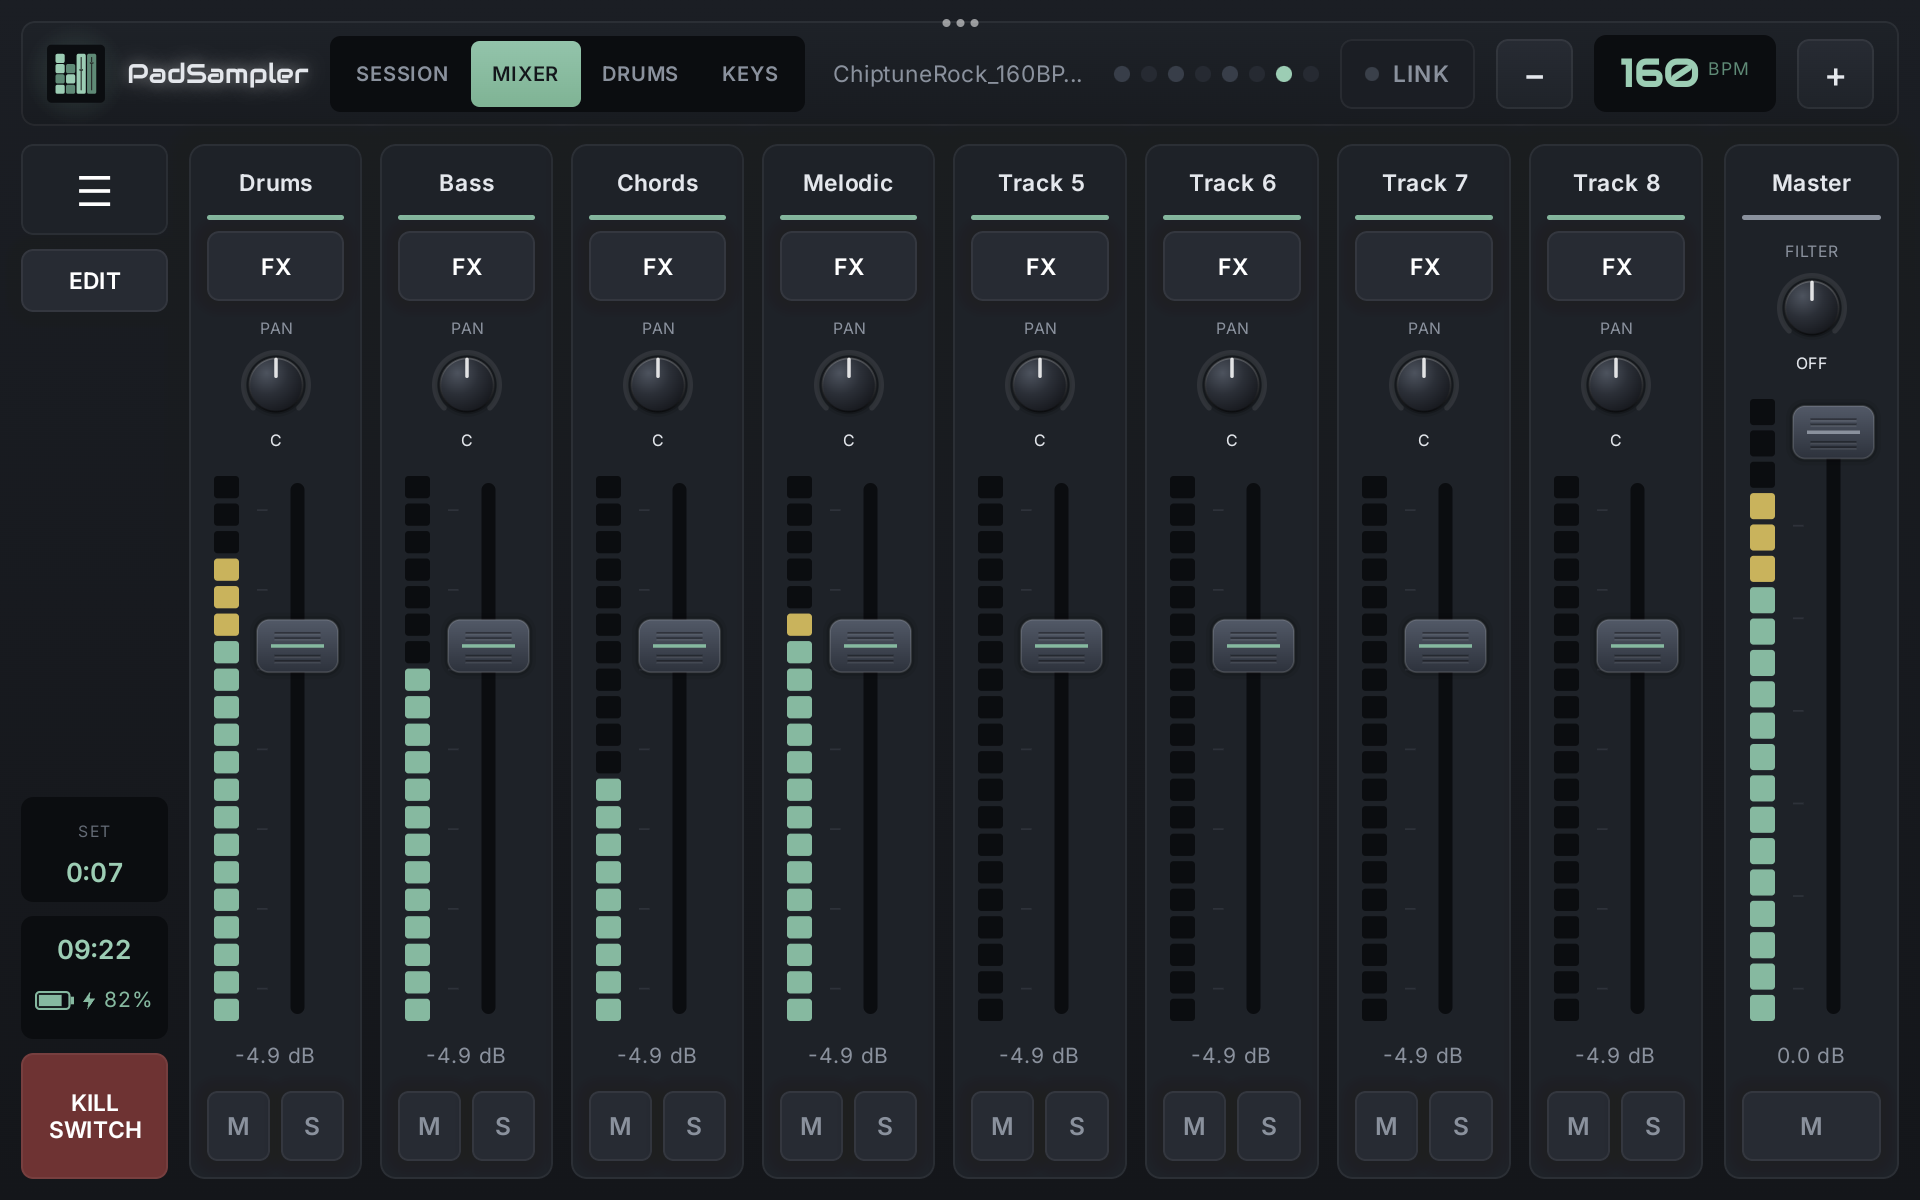 PadSampler
SESSION MIXER DRUMS KEYS
ChiptuneRock_160BP...
LINK
−
160 BPM
+
EDIT
SET
0:07
09:22
82%
KILL
SWITCH
Drums Bass Chords Melodic Track 5 Track 6 Track 7 Track 8 Master
FX FX FX FX FX FX FX FX
FILTER
PAN PAN PAN PAN PAN PAN PAN PAN
OFF
C C C C C C C C
-4.9 dB -4.9 dB -4.9 dB -4.9 dB -4.9 dB -4.9 dB -4.9 dB -4.9 dB 0.0 dB
M S M S M S M S M S M S M S M S M